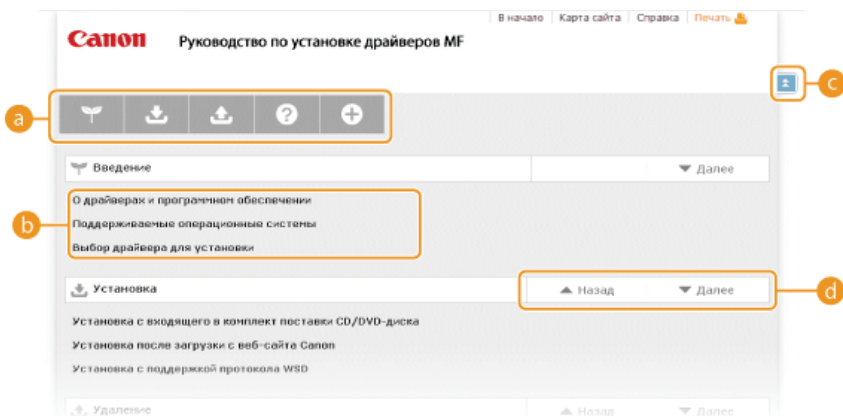 В начало Карта сайта Справка Печать
Canon Руководство по установке драйверов MF
c
a
Введение Далее
О драйверах и программном обеспечении
b
Поддерживаемые операционные системы
Выбор драйвера для установки
Установка Назад Далее
d
Установка с входящего в комплект поставки CD/DVD-диска
Установка после загрузки с веб-сайта Canon
Установка с поддержкой протокола WSD
Удаление Назад Далее